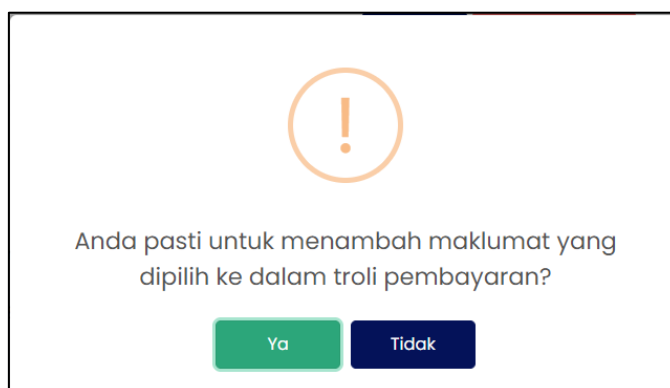 !
Anda pasti untuk menambah maklumat yang
dipilih ke dalam troli pembayaran?
Ya Tidak